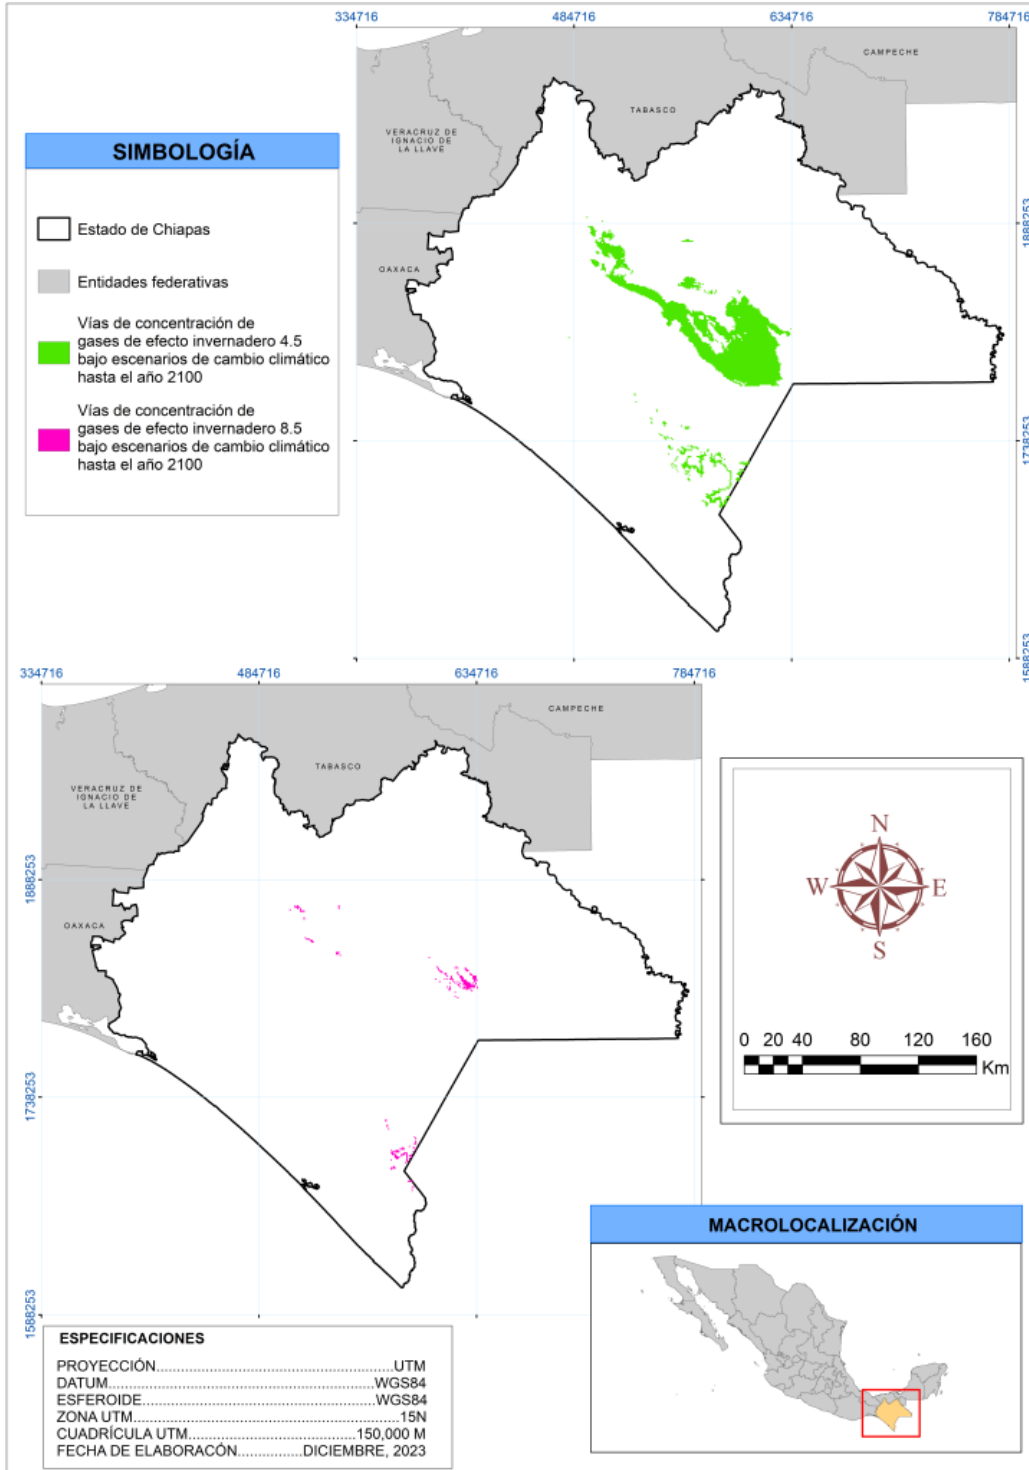 334716 484716 634716 784716
CAMPECHE
TABASCO
VERACRUZ DE
IGNACIO DE
LA LLAVE
OAXACA
1888253
1738253
1588253
SIMBOLOGÍA
Estado de Chiapas
Entidades federativas
Vías de concentración de
gases de efecto invernadero 4.5
bajo escenarios de cambio climático
hasta el año 2100
Vías de concentración de
gases de efecto invernadero 8.5
bajo escenarios de cambio climático
hasta el año 2100
334716 484716 634716 784716
CAMPECHE
TABASCO
VERACRUZ DE
IGNACIO DE
LA LLAVE
OAXACA
1888253
1738253
1588253
N
W E
S
0 20 40 80 120 160
Km
MACROLOCALIZACIÓN
ESPECIFICACIONES
PROYECCIÓN.............................................UTM
DATUM....................................................WGS84
ESFEROIDE..............................................WGS84
ZONA UTM...................................................15N
CUADRÍCULA UTM.............................150,000 M
FECHA DE ELABORACÓN............DICIEMBRE, 2023